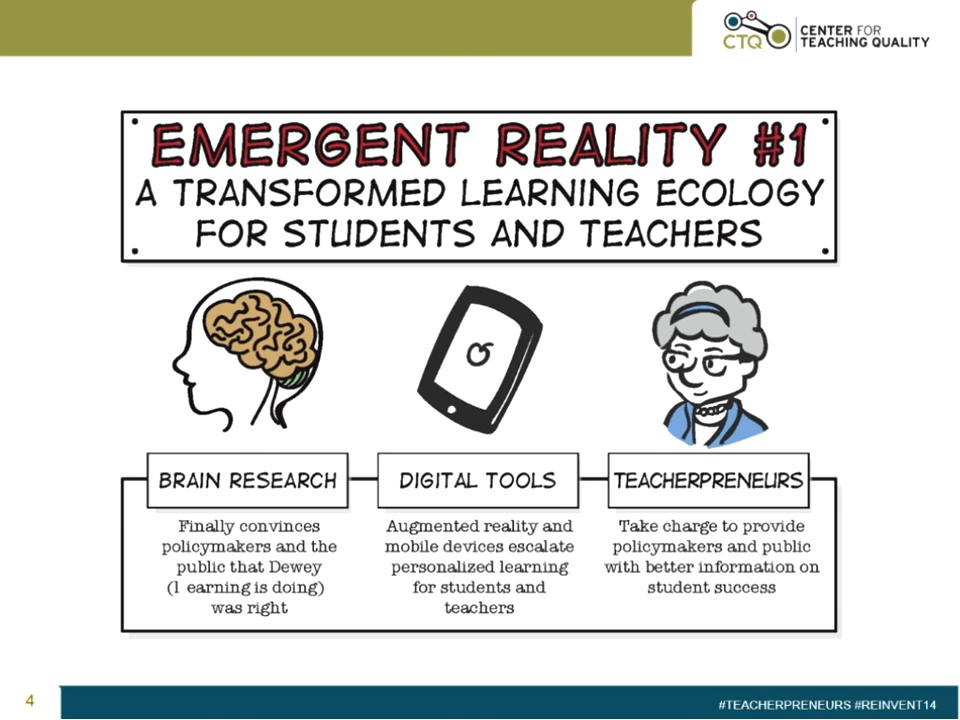 CTQ
CENTER FOR
TEACHING QUALITY
EMERGENT REALITY #1
A TRANSFORMED LEARNING ECOLOGY
FOR STUDENTS AND TEACHERS
BRAIN RESEARCH
Finally convinces
policymakers and the
public that Dewey
(l earning is doing)
was right
DIGITAL TOOLS
Augmented reality and
mobile devices escalate
personalized learning
for students and
teachers
TEACHERPRENEURS
Take charge to provide
policymakers and public
with better information on
student success
4
#TEACHERPRENEURS #REINVENT14